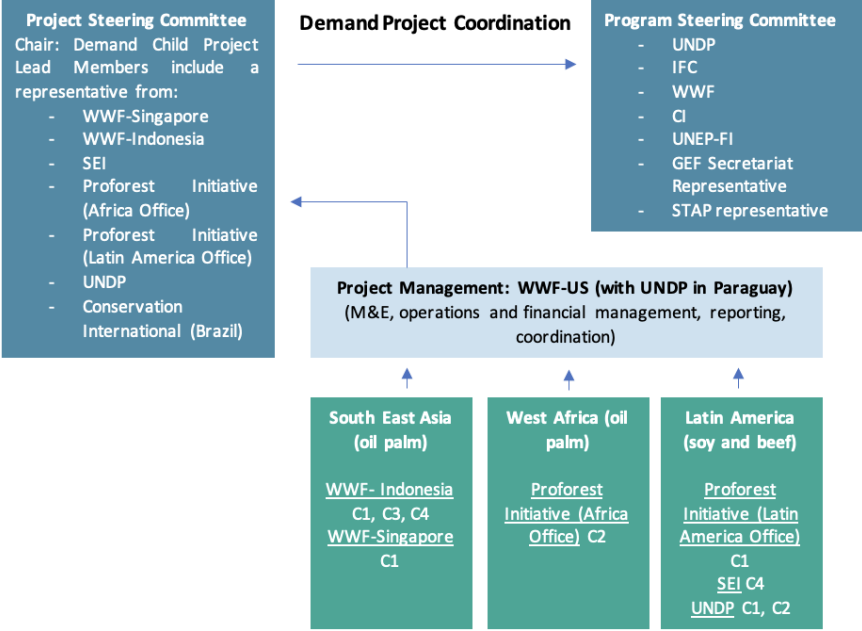 Project Steering Committee
Chair: Demand Child Project
Lead Members include a
representative from:
- WWF-Singapore
- WWF-Indonesia
- SEI
- Proforest Initiative
(Africa Office)
- Proforest Initiative
(Latin America Office)
- UNDP
- Conservation
International (Brazil)
Demand Project Coordination
Program Steering Committee
- UNDP
- IFC
- WWF
- CI
- UNEP-FI
- GEF Secretariat
Representative
- STAP representative
Project Management: WWF-US (with UNDP in Paraguay)
(M&E, operations and financial management, reporting,
coordination)
South East Asia
(oil palm)
WWF- Indonesia
C1, C3, C4
WWF-Singapore
C1
West Africa (oil
palm)
Proforest
Initiative (Africa
Office) C2
Latin America
(soy and beef)
Proforest
Initiative (Latin
America Office)
C1
SEI C4
UNDP C1, C2